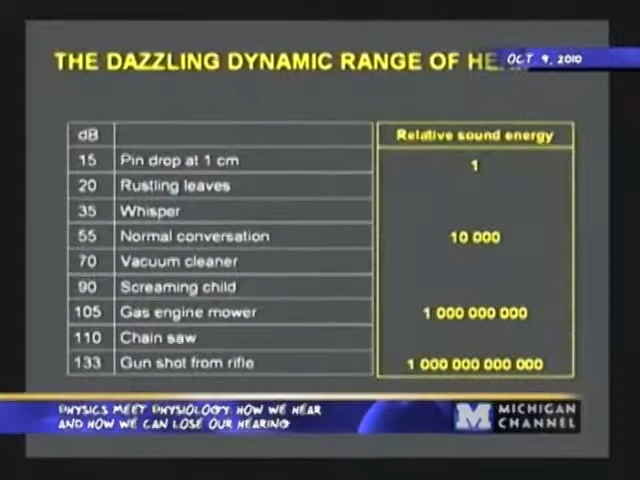 THE DAZZLING DYNAMIC RANGE OF
OCT 9, 2010
dB Relative sound energy
15 Pin drop at 1 cm 1
20 Rustling leaves
35 Whisper
55 Normal conversation 10 000
70 Vacuum cleaner
90 Screaming child
105 Gas engine mower 1 000 000 000
110 Chain saw
133 Gun shot from rifle 1 000 000 000 000
PHYSICS MEET PHYSIOLOGY: HOW WE HEAR
AND HOW WE CAN LOSE OUR HEARING
M MICHIGAN
CHANNEL